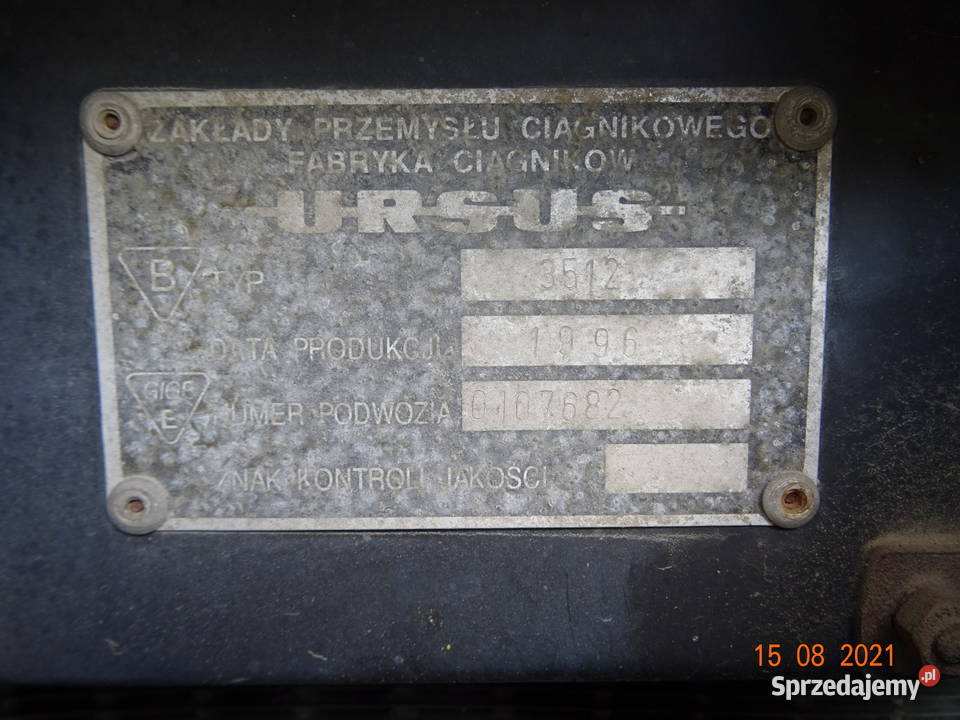 ZAKŁADY PRZEMYSŁU CIĄGNIKOWEGO
FABRYKA CIĄGNIKÓW
URSUS
B TYP 3512
DATA PRODUKCJI 1996
E NUMER PODWOZIA 0107682
ZNAK KONTROLI JAKOŚCI
15 08 2021
Sprzedajemy.pl